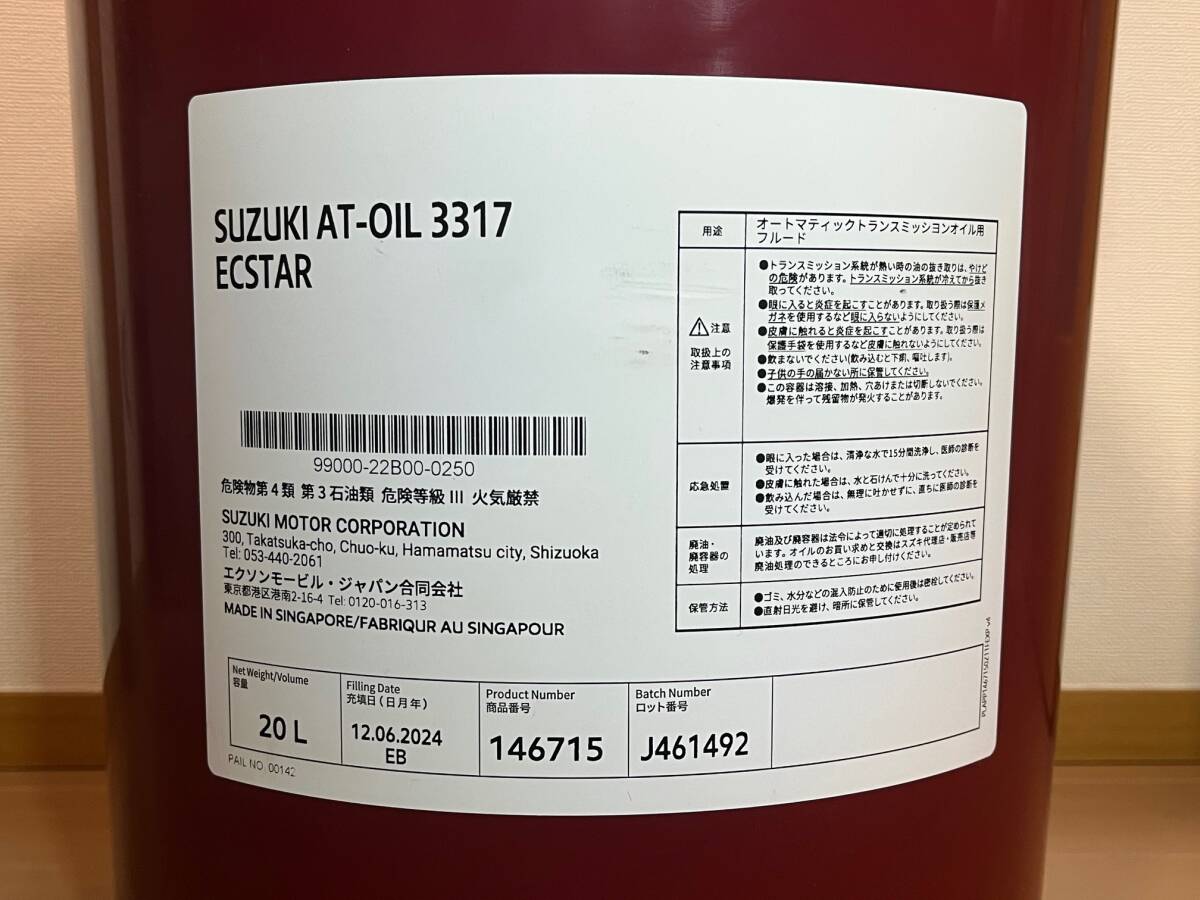 SUZUKI AT-OIL 3317
ECSTAR
99000-22B00-0250
危険物第4類 第3石油類 危険等級 III 火気厳禁
SUZUKI MOTOR CORPORATION
300, Takatsuka-cho, Chuo-ku, Hamamatsu city, Shizuoka
Tel: 053-440-2061
エクソンモービル・ジャパン合同会社
東京都港区港南2-16-4 Tel: 0120-016-313
MADE IN SINGAPORE/FABRIQUR AU SINGAPOUR
用途
オートマティックトランスミッションオイル用
フルード
注意
取扱上の
注意事項
●トランスミッション系統が熱い時の油の抜き取りは、やけど
の危険があります。トランスミッション系統が冷えてから抜き
取ってください。
●眼に入ると炎症を起こすことがあります。取り扱う際は保護メ
ガネを使用するなど眼に入らないようにしてください。
●皮膚に触れると炎症を起こすことがあります。取り扱う際は
保護手袋を使用するなど皮膚に触れないようにしてください。
●飲まないでください(飲み込むと下痢、嘔吐します)。
●子供の手の届かない所に保管してください。
●この容器は溶接、加熱、穴あけまたは切断しないでください。
爆発を伴って残留物が発火することがあります。
応急処置
●眼に入った場合は、清浄な水で15分間洗浄し、医師の診断を
受けてください。
●皮膚に触れた場合は、水と石けんで十分に洗ってください。
●飲み込んだ場合は、無理に吐かせずに、直ちに医師の診断を
受けてください。
廃油・
廃容器の
処理
廃油及び廃容器は法令によって適切に処理することが定められて
います。オイルのお買い求めと交換はスズキ代理店・販売店等
廃油処理のできるところにお申し付けください。
保管方法
●ゴミ、水分などの混入防止のために使用後は密栓してください。
●直射日光を避け、暗所に保管してください。
Net Weight/Volume
容量
20 L
Filling Date
充填日(日月年)
12.06.2024
EB
Product Number
商品番号
146715
Batch Number
ロット番号
J461492
PAIL NO. 00142